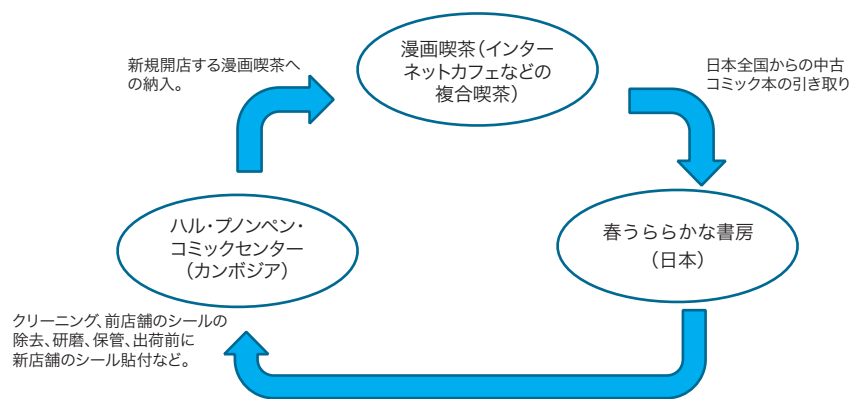 漫画喫茶(インター
ネットカフェなどの
複合喫茶)
新規開店する漫画喫茶へ
の納入。
日本全国からの中古
コミック本の引き取り
ハル・プノンペン・
コミックセンター
(カンボジア)
春うららかな書房
(日本)
クリーニング、前店舗のシールの
除去、研磨、保管、出荷前に
新店舗のシール貼付など。